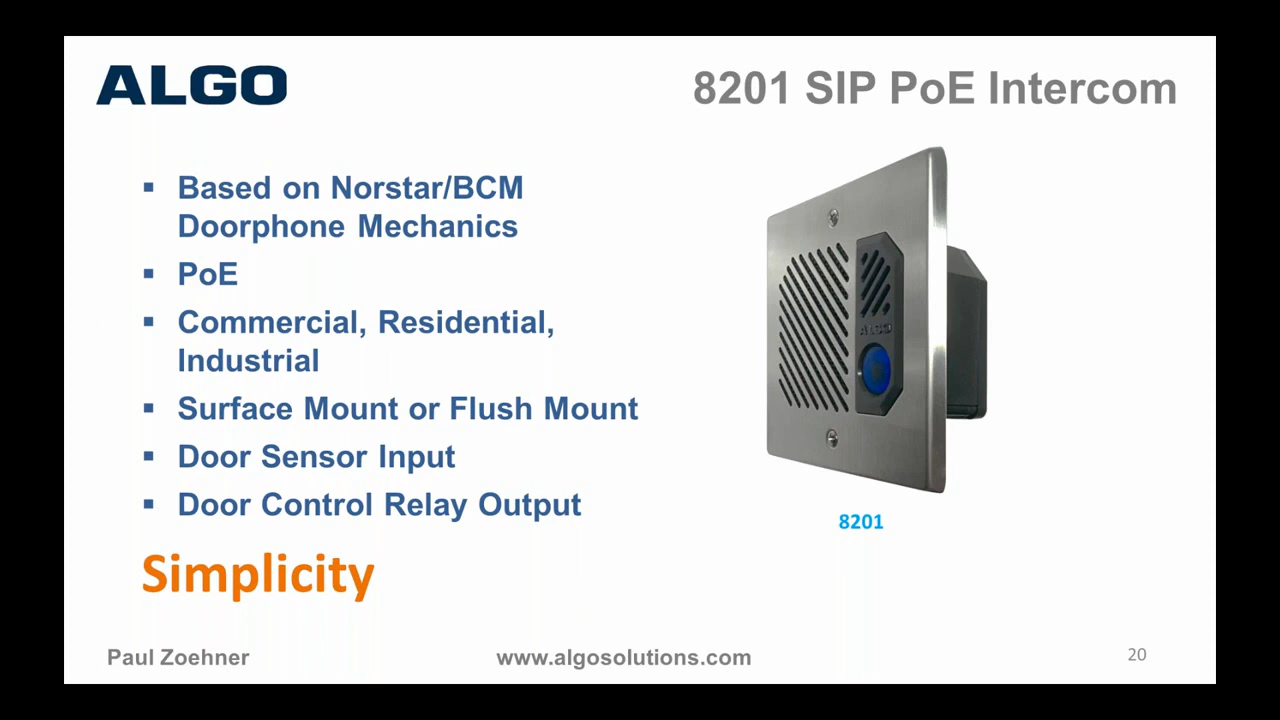 ALGO
8201 SIP PoE Intercom
▪ Based on Norstar/BCM
Doorphone Mechanics
▪ PoE
▪ Commercial, Residential,
Industrial
▪ Surface Mount or Flush Mount
▪ Door Sensor Input
▪ Door Control Relay Output
ALGO
8201
Simplicity
Paul Zoehner
www.algosolutions.com
20